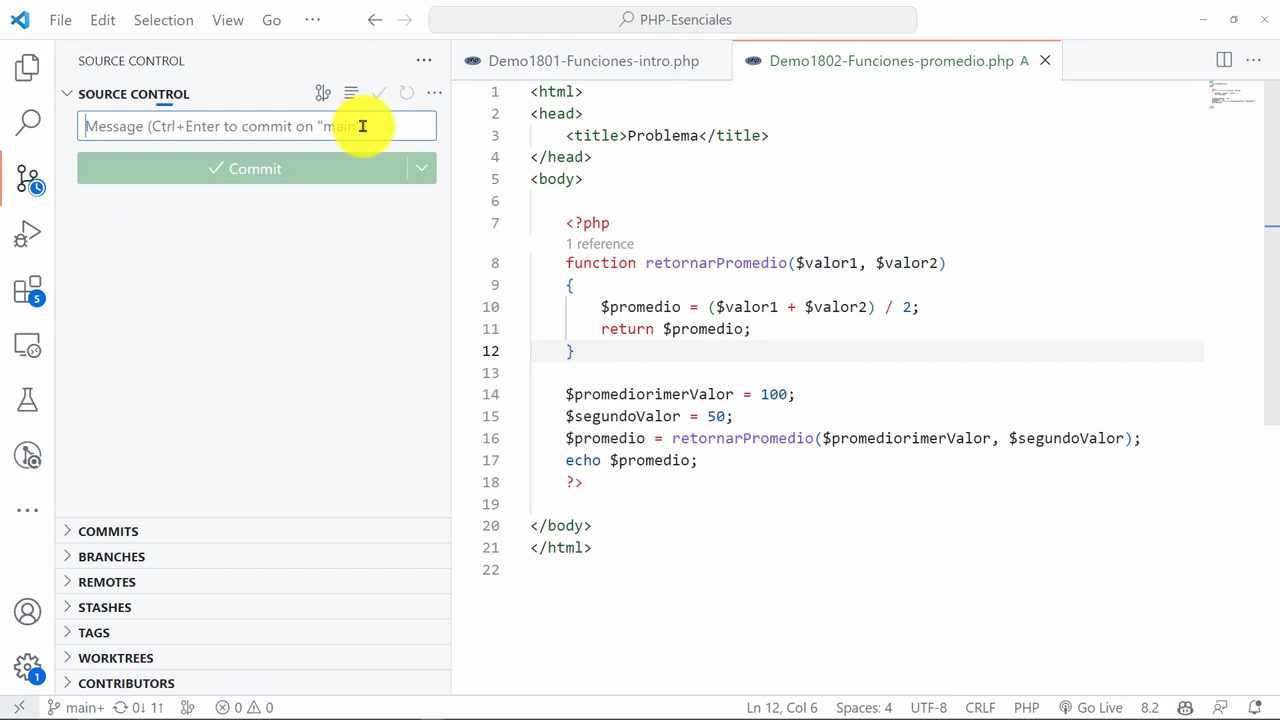 File Edit Selection View Go ··· PHP-Esenciales
SOURCE CONTROL
SOURCE CONTROL
Message (Ctrl+Enter to commit on "main
Commit
COMMITS
BRANCHES
REMOTES
STASHES
TAGS
WORKTREES
CONTRIBUTORS
5
1
Demo1801-Funciones-intro.php Demo1802-Funciones-promedio.php A
1 <html>
2 <head>
3 <title>Problema</title>
4 </head>
5 <body>
6
7 <?php
1 reference
8 function retornarPromedio($valor1, $valor2)
9 {
10 $promedio = ($valor1 + $valor2) / 2;
11 return $promedio;
12 }
13
14 $promediorimerValor = 100;
15 $segundoValor = 50;
16 $promedio = retornarPromedio($promediorimerValor, $segundoValor);
17 echo $promedio;
18 ?>
19
20 </body>
21 </html>
22
main+ 0↓ 1↑ 0 0 Ln 12, Col 6 Spaces: 4 UTF-8 CRLF PHP Go Live 8.2